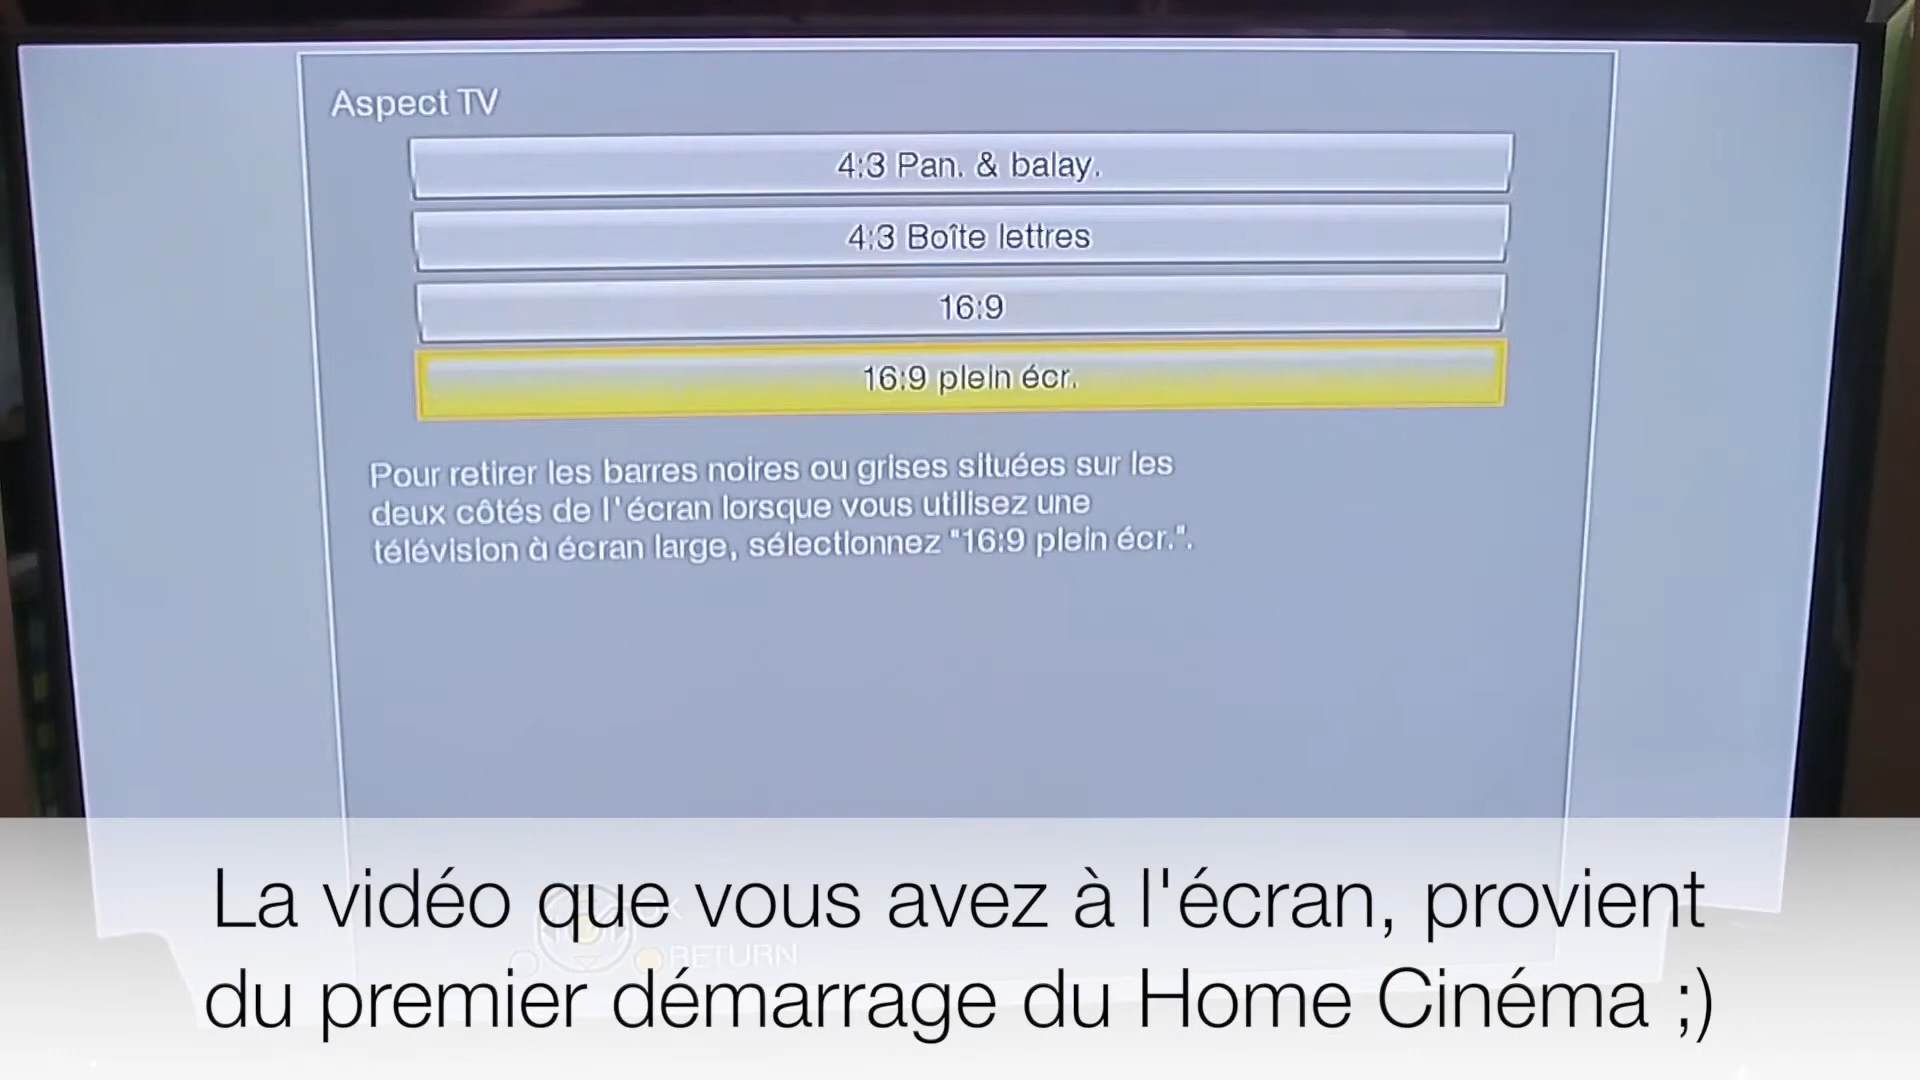 Aspect TV
4:3 Pan. & balay.
4:3 Boîte lettres
16:9
16:9 plein écr.
Pour retirer les barres noires ou grises situées sur les
deux côtés de l'écran lorsque vous utilisez une
télévision à écran large, sélectionnez "16:9 plein écr.".
OK
RETURN
La vidéo que vous avez à l'écran, provient
du premier démarrage du Home Cinéma ;)